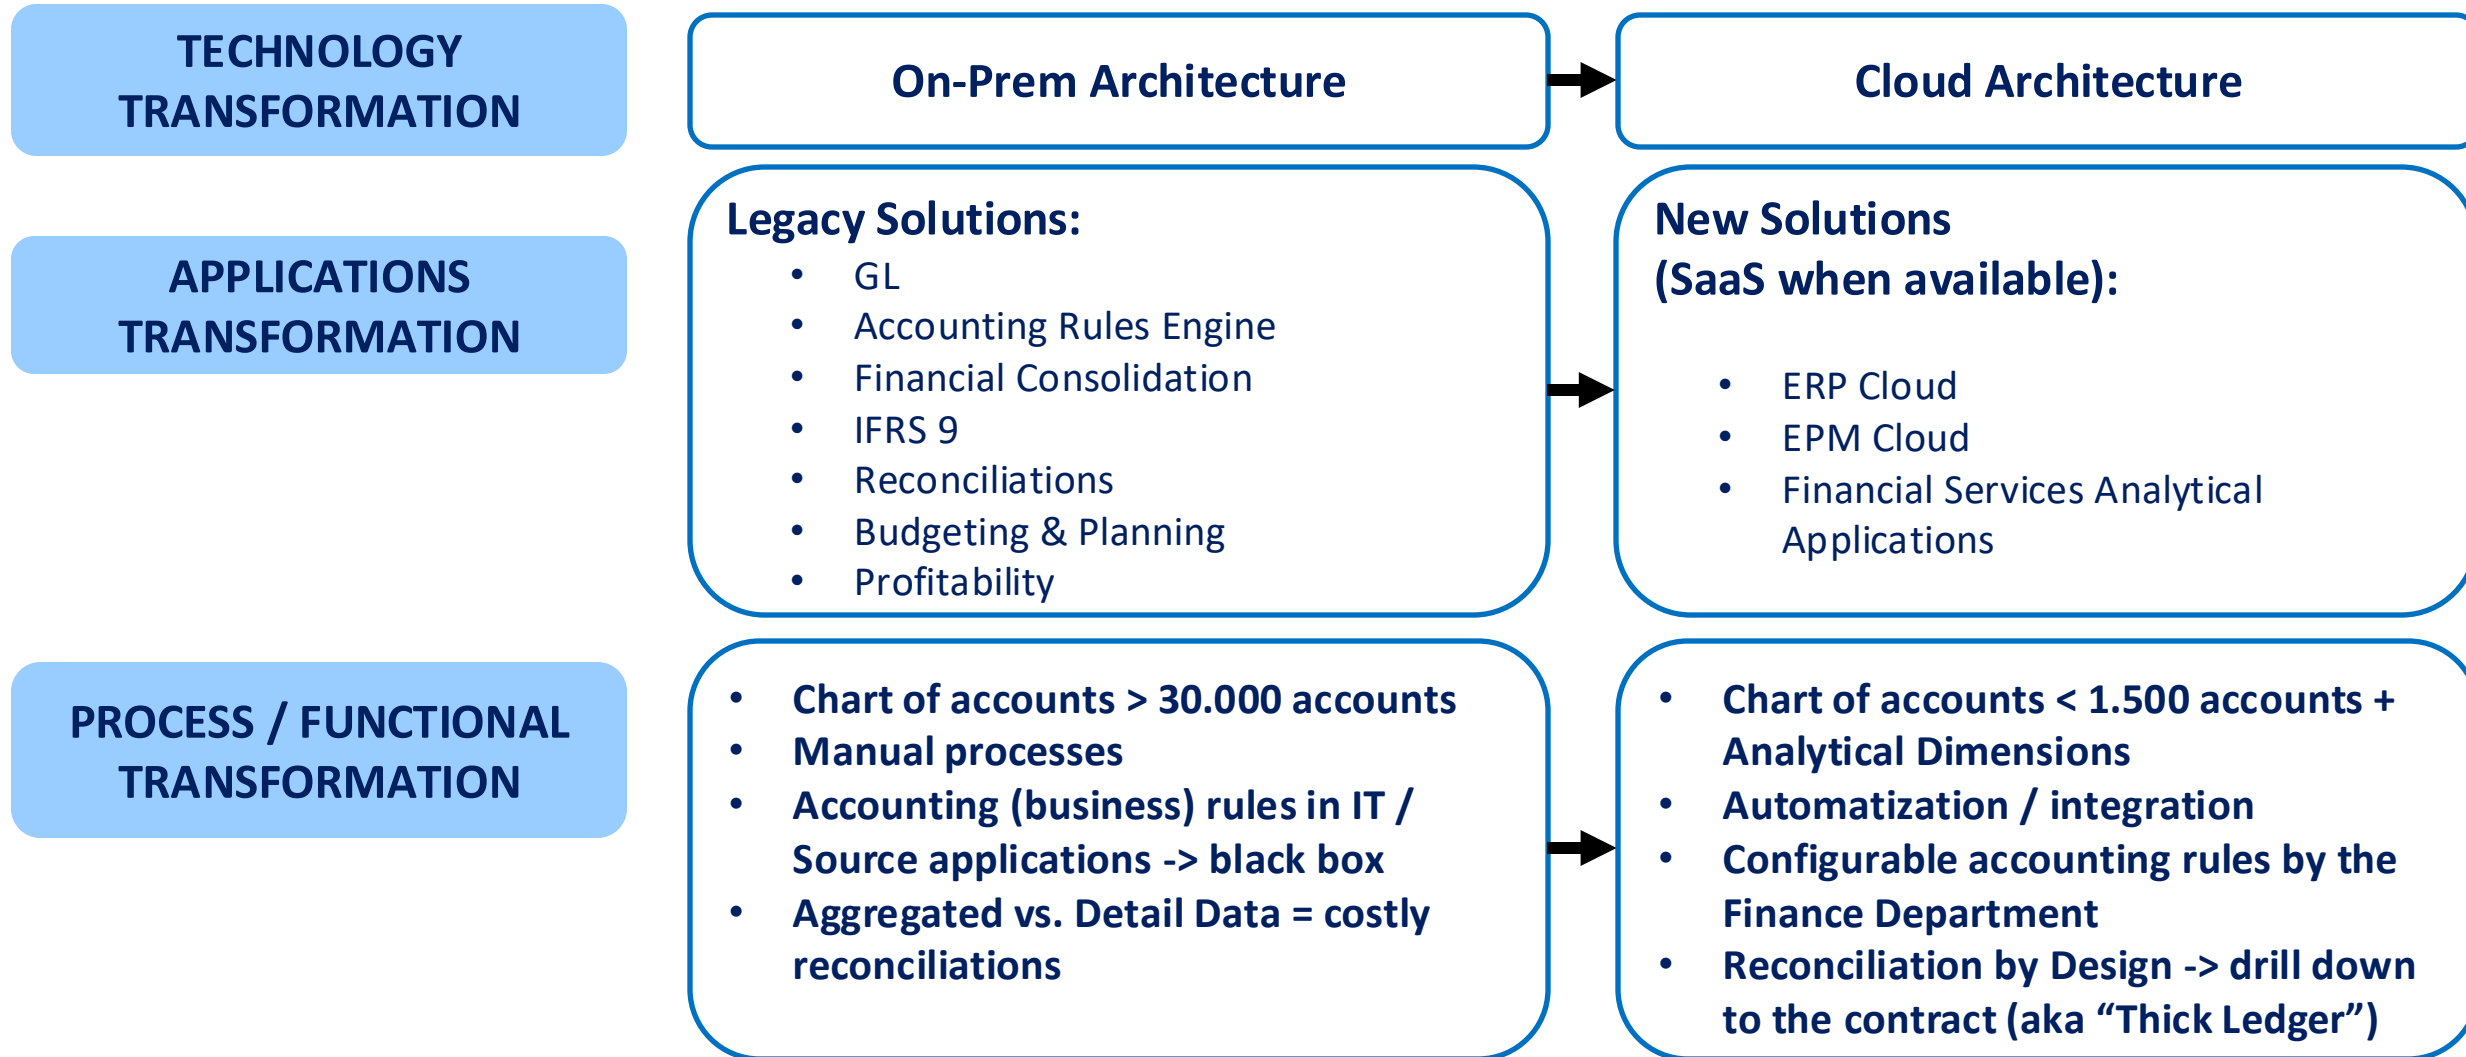 TECHNOLOGY
TRANSFORMATION
On-Prem Architecture
Cloud Architecture
APPLICATIONS
TRANSFORMATION
Legacy Solutions:
• GL
• Accounting Rules Engine
• Financial Consolidation
• IFRS 9
• Reconciliations
• Budgeting & Planning
• Profitability
New Solutions
(SaaS when available):
• ERP Cloud
• EPM Cloud
• Financial Services Analytical
Applications
PROCESS / FUNCTIONAL
TRANSFORMATION
• Chart of accounts > 30.000 accounts
• Manual processes
• Accounting (business) rules in IT /
Source applications -> black box
• Aggregated vs. Detail Data = costly
reconciliations
• Chart of accounts < 1.500 accounts +
Analytical Dimensions
• Automatization / integration
• Configurable accounting rules by the
Finance Department
• Reconciliation by Design -> drill down
to the contract (aka “Thick Ledger”)